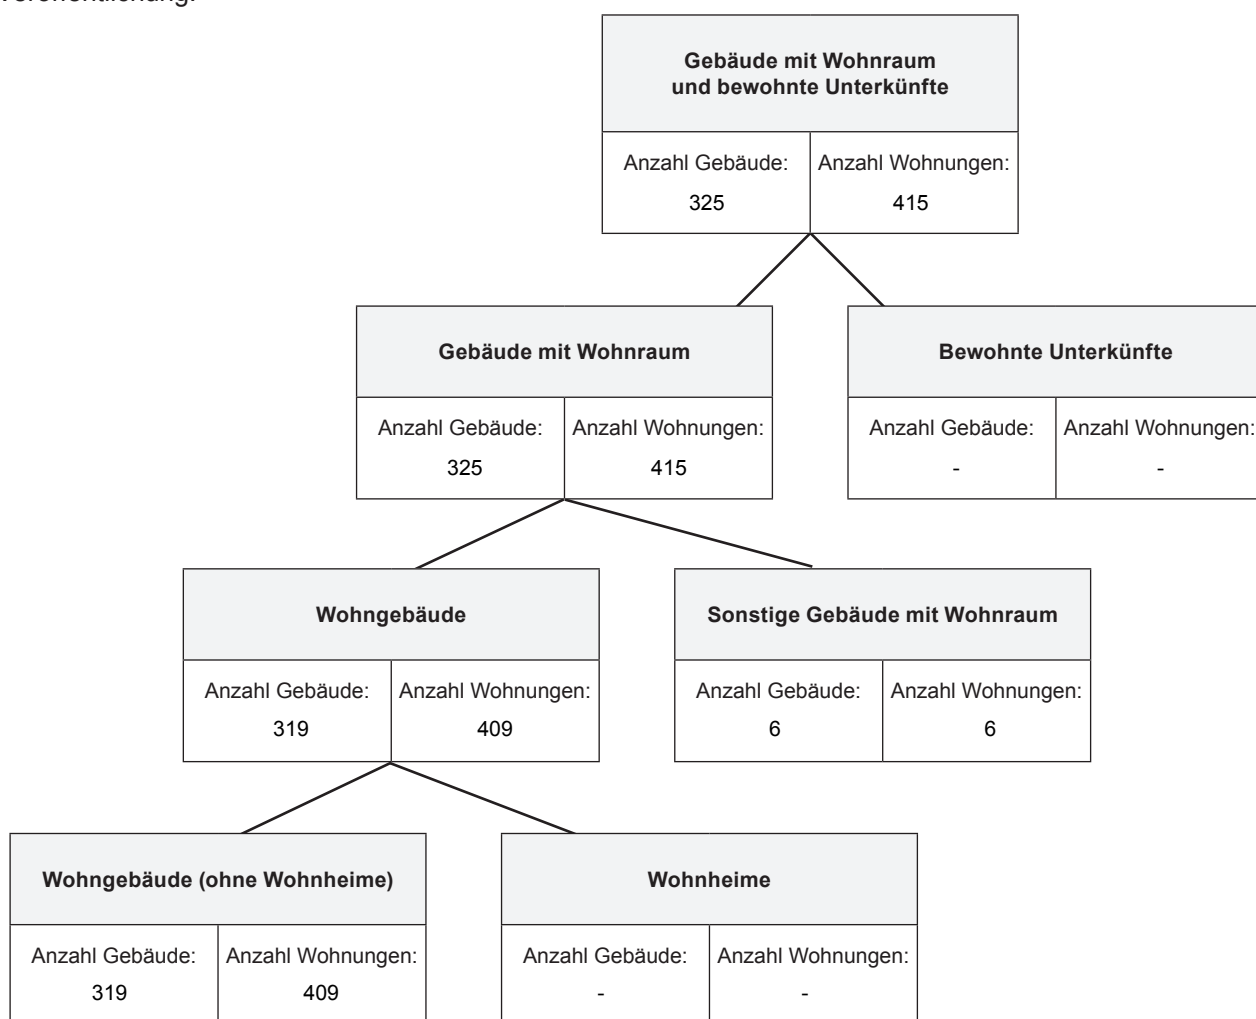 Veröffentlichung.
Gebäude mit Wohnraum
und bewohnte Unterkünfte
Anzahl Gebäude: Anzahl Wohnungen:
325 415
Gebäude mit Wohnraum
Anzahl Gebäude: Anzahl Wohnungen:
325 415
Bewohnte Unterkünfte
Anzahl Gebäude: Anzahl Wohnungen:
- -
Wohngebäude
Anzahl Gebäude: Anzahl Wohnungen:
319 409
Sonstige Gebäude mit Wohnraum
Anzahl Gebäude: Anzahl Wohnungen:
6 6
Wohngebäude (ohne Wohnheime)
Anzahl Gebäude: Anzahl Wohnungen:
319 409
Wohnheime
Anzahl Gebäude: Anzahl Wohnungen:
- -